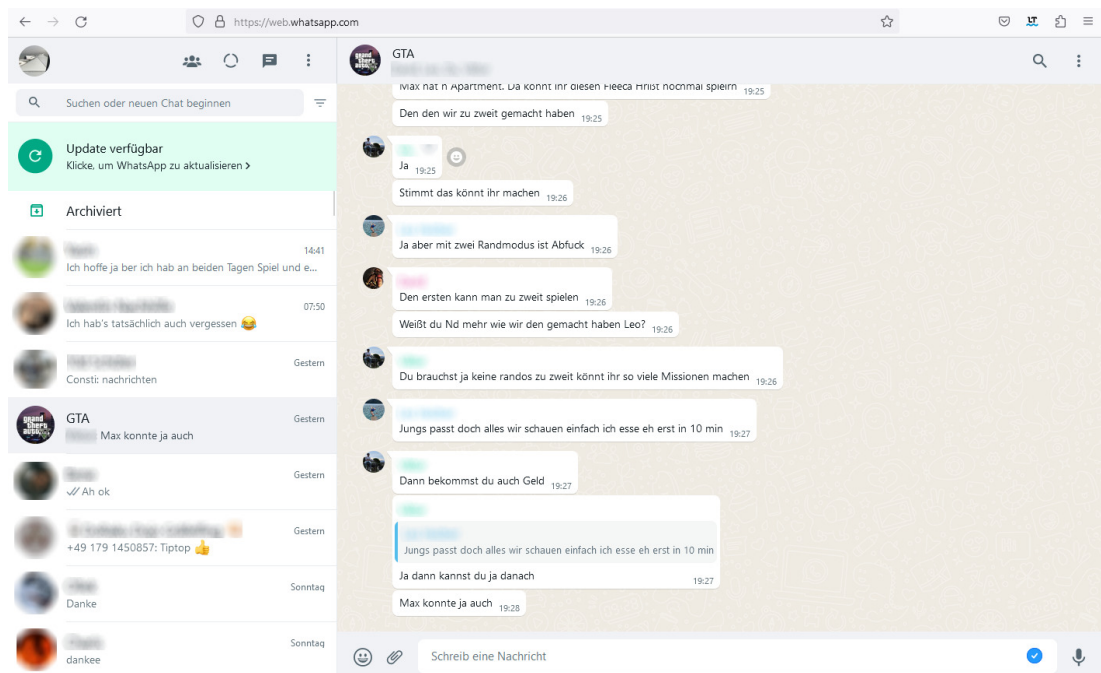 https://web.whatsapp.com
LT
Suchen oder neuen Chat beginnen
Update verfügbar
Klicke, um WhatsApp zu aktualisieren
Archiviert
14:41
Ich hoffe ja ber ich hab an beiden Tagen Spiel und e...
07:50
Ich hab's tatsächlich auch vergessen 😂
Gestern
Consti: nachrichten
GTA
Gestern
Max konnte ja auch
Gestern
Ah ok
Gestern
+49 179 1450857: Tiptop 👍
Sonntag
Danke
Sonntag
dankee
grand theft auto
GTA
Max hat n Apartment. Da könnt ihr diesen Fleeca Hrißt nochmal speilrn 19:25
Den den wir zu zweit gemacht haben 19:25
Ja 19:25
Stimmt das könnt ihr machen 19:26
Ja aber mit zwei Randmodus ist Abfuck 19:26
Den ersten kann man zu zweit spielen 19:26
Weißt du Nd mehr wie wir den gemacht haben Leo? 19:26
Du brauchst ja keine randos zu zweit könnt ihr so viele Missionen machen 19:26
Jungs passt doch alles wir schauen einfach ich esse eh erst in 10 min 19:27
Dann bekommst du auch Geld 19:27
Jungs passt doch alles wir schauen einfach ich esse eh erst in 10 min
Ja dann kannst du ja danach 19:27
Max konnte ja auch 19:28
Schreib eine Nachricht